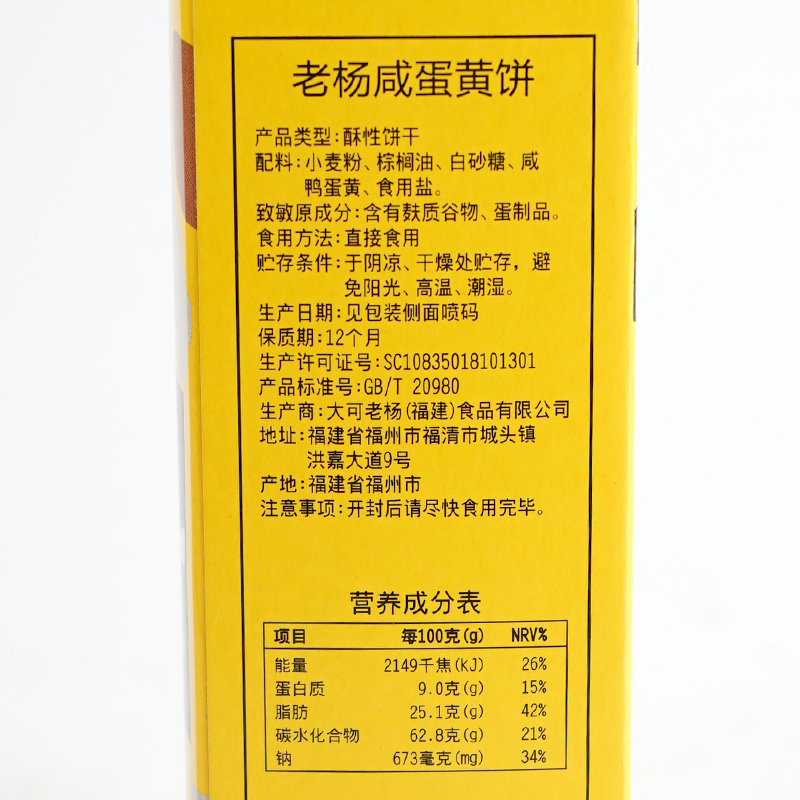 老杨咸蛋黄饼
产品类型:酥性饼干
配料:小麦粉、棕榈油、白砂糖、咸
鸭蛋黄、食用盐。
致敏原成分:含有麸质谷物、蛋制品。
食用方法:直接食用
贮存条件:于阴凉、干燥处贮存，避
免阳光、高温、潮湿。
生产日期:见包装侧面喷码
保质期:12个月
生产许可证号:SC10835018101301
产品标准号:GB/T 20980
生产商:大可老杨(福建)食品有限公司
地址:福建省福州市福清市城头镇
洪嘉大道9号
产地:福建省福州市
注意事项:开封后请尽快食用完毕。
营养成分表
项目 每100克(g) NRV%
能量 2149千焦(kJ) 26%
蛋白质 9.0克(g) 15%
脂肪 25.1克(g) 42%
碳水化合物 62.8克(g) 21%
钠 673毫克(mg) 34%